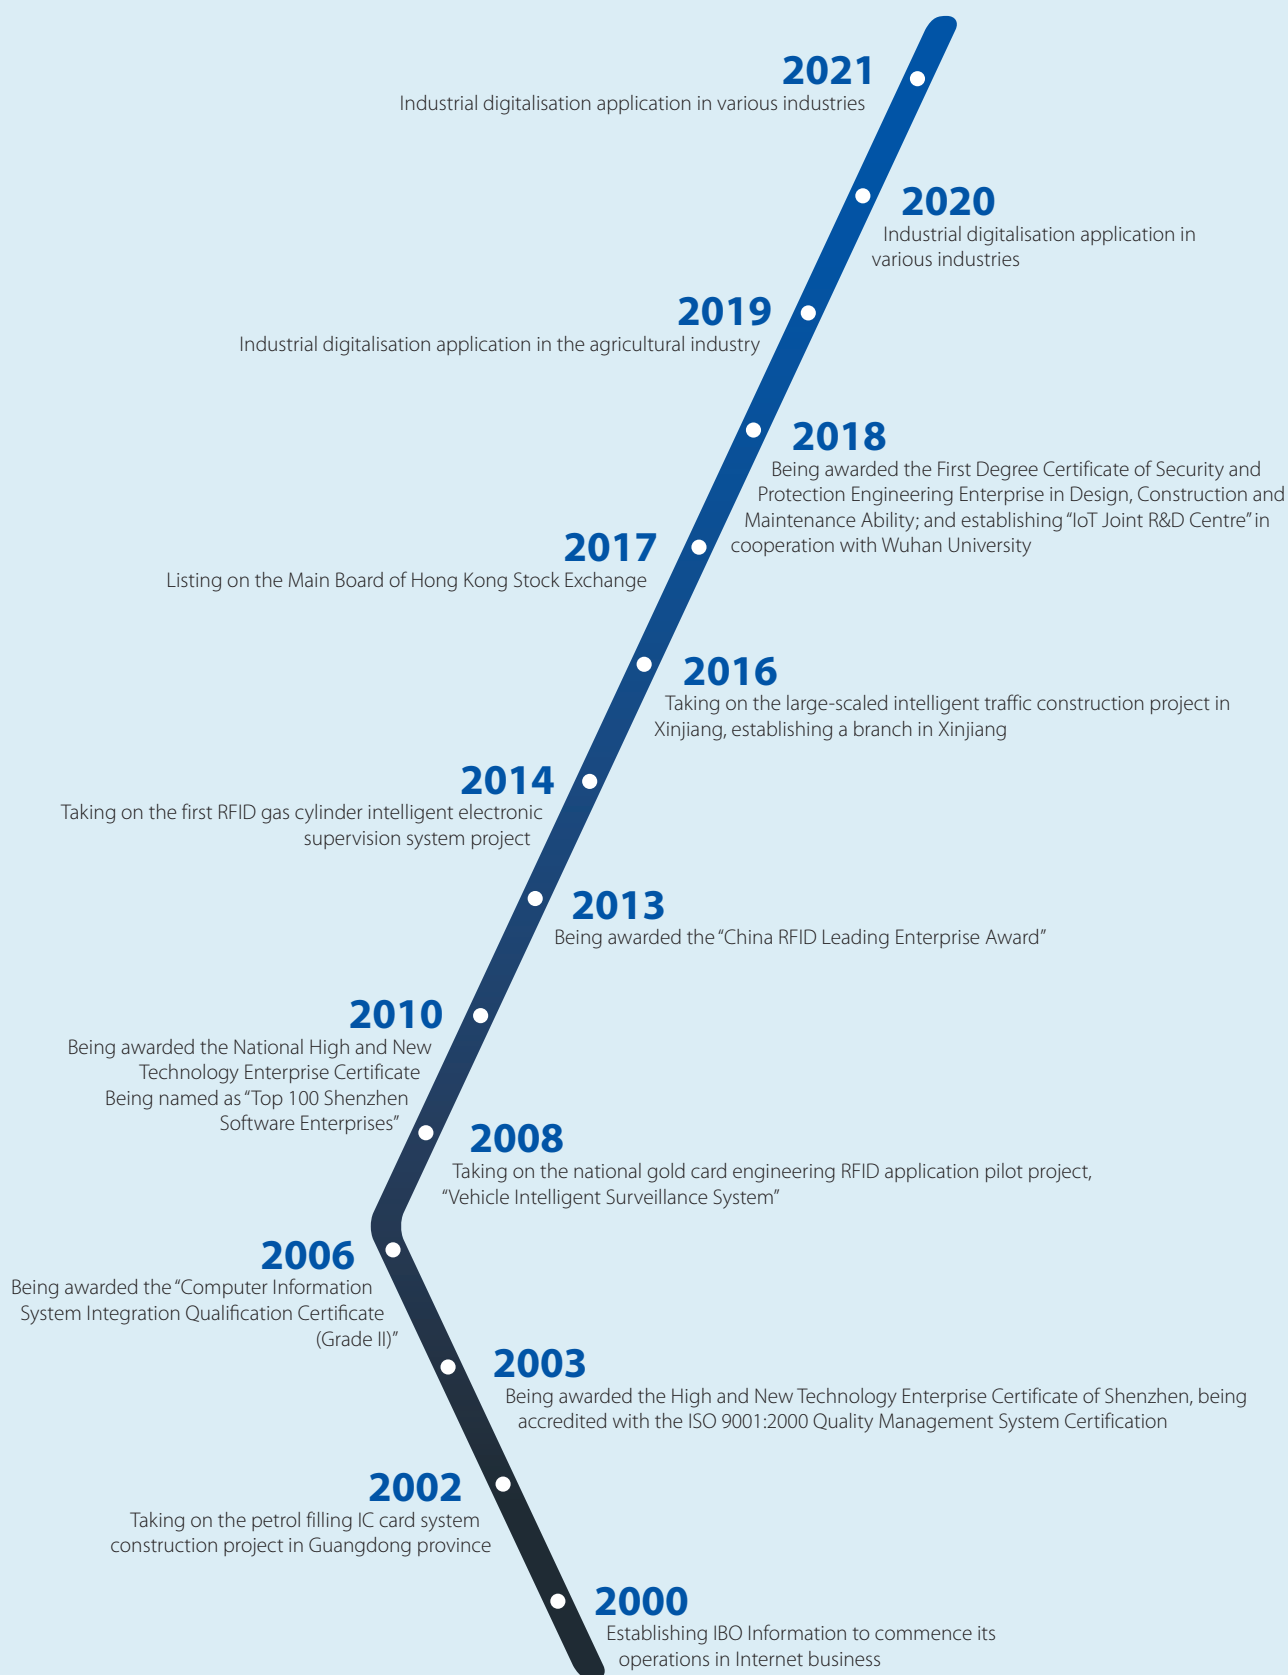 2021
Industrial digitalisation application in various industries
2020
Industrial digitalisation application in
various industries
2019
Industrial digitalisation application in the agricultural industry
2018
Being awarded the First Degree Certificate of Security and
Protection Engineering Enterprise in Design, Construction and
Maintenance Ability; and establishing “IoT Joint R&D Centre” in
cooperation with Wuhan University
2017
Listing on the Main Board of Hong Kong Stock Exchange
2016
Taking on the large-scaled intelligent traffic construction project in
Xinjiang, establishing a branch in Xinjiang
2014
Taking on the first RFID gas cylinder intelligent electronic
supervision system project
2013
Being awarded the “China RFID Leading Enterprise Award”
2010
Being awarded the National High and New
Technology Enterprise Certificate
Being named as “Top 100 Shenzhen
Software Enterprises”
2008
Taking on the national gold card engineering RFID application pilot project,
“Vehicle Intelligent Surveillance System”
2006
Being awarded the “Computer Information
System Integration Qualification Certificate
(Grade II)”
2003
Being awarded the High and New Technology Enterprise Certificate of Shenzhen, being
accredited with the ISO 9001:2000 Quality Management System Certification
2002
Taking on the petrol filling IC card system
construction project in Guangdong province
2000
Establishing IBO Information to commence its
operations in Internet business